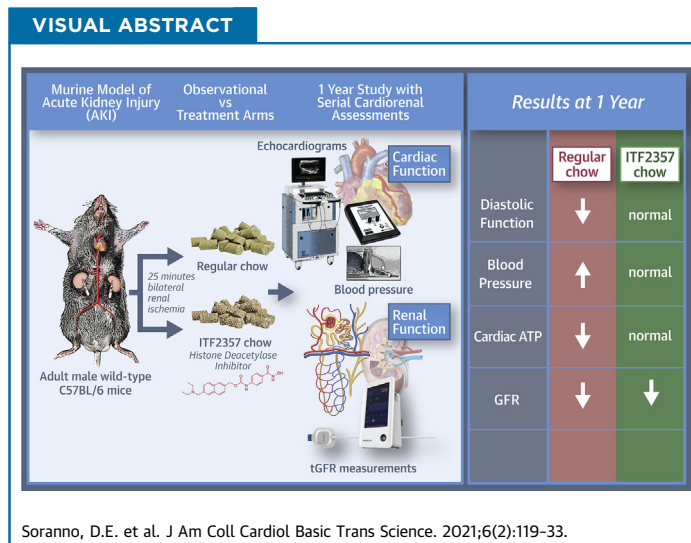 VISUAL ABSTRACT
Murine Model of
Acute Kidney Injury
(AKI)
Observational
vs
Treatment Arms
1 Year Study with
Serial Cardiorenal
Assessments
Results at 1 Year
Adult male wild-type
C57BL/6 mice
25 minutes
bilateral
renal
ischemia
Regular chow
ITF2357 chow
Histone Deacetylase
Inhibitor
Echocardiograms
Cardiac
Function
Blood pressure
Renal
Function
tGFR measurements
Regular
chow
ITF2357
chow
Diastolic
Function
normal
Blood
Pressure
normal
Cardiac ATP
normal
GFR
Soranno, D.E. et al. J Am Coll Cardiol Basic Trans Science. 2021;6(2):119-33.